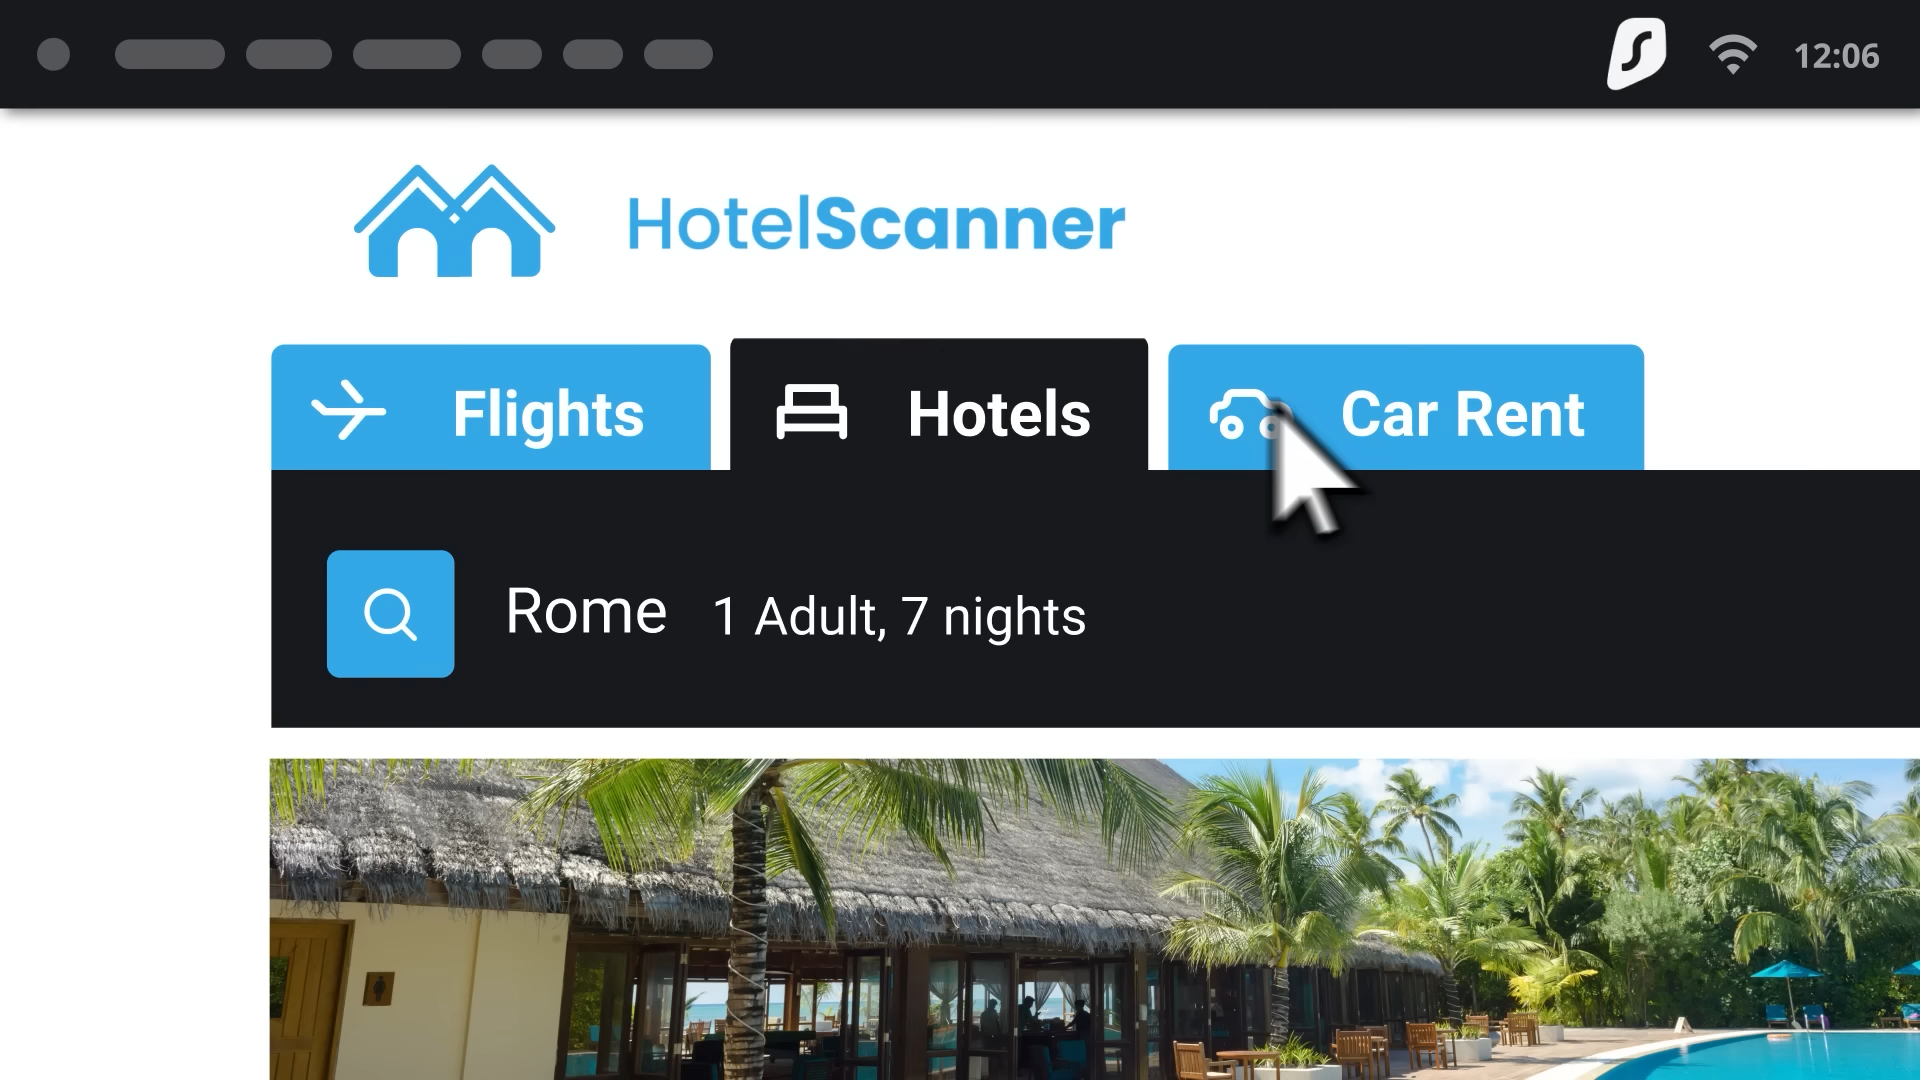 12:06
HotelScanner
Flights
Hotels
Car Rent
Rome 1 Adult, 7 nights